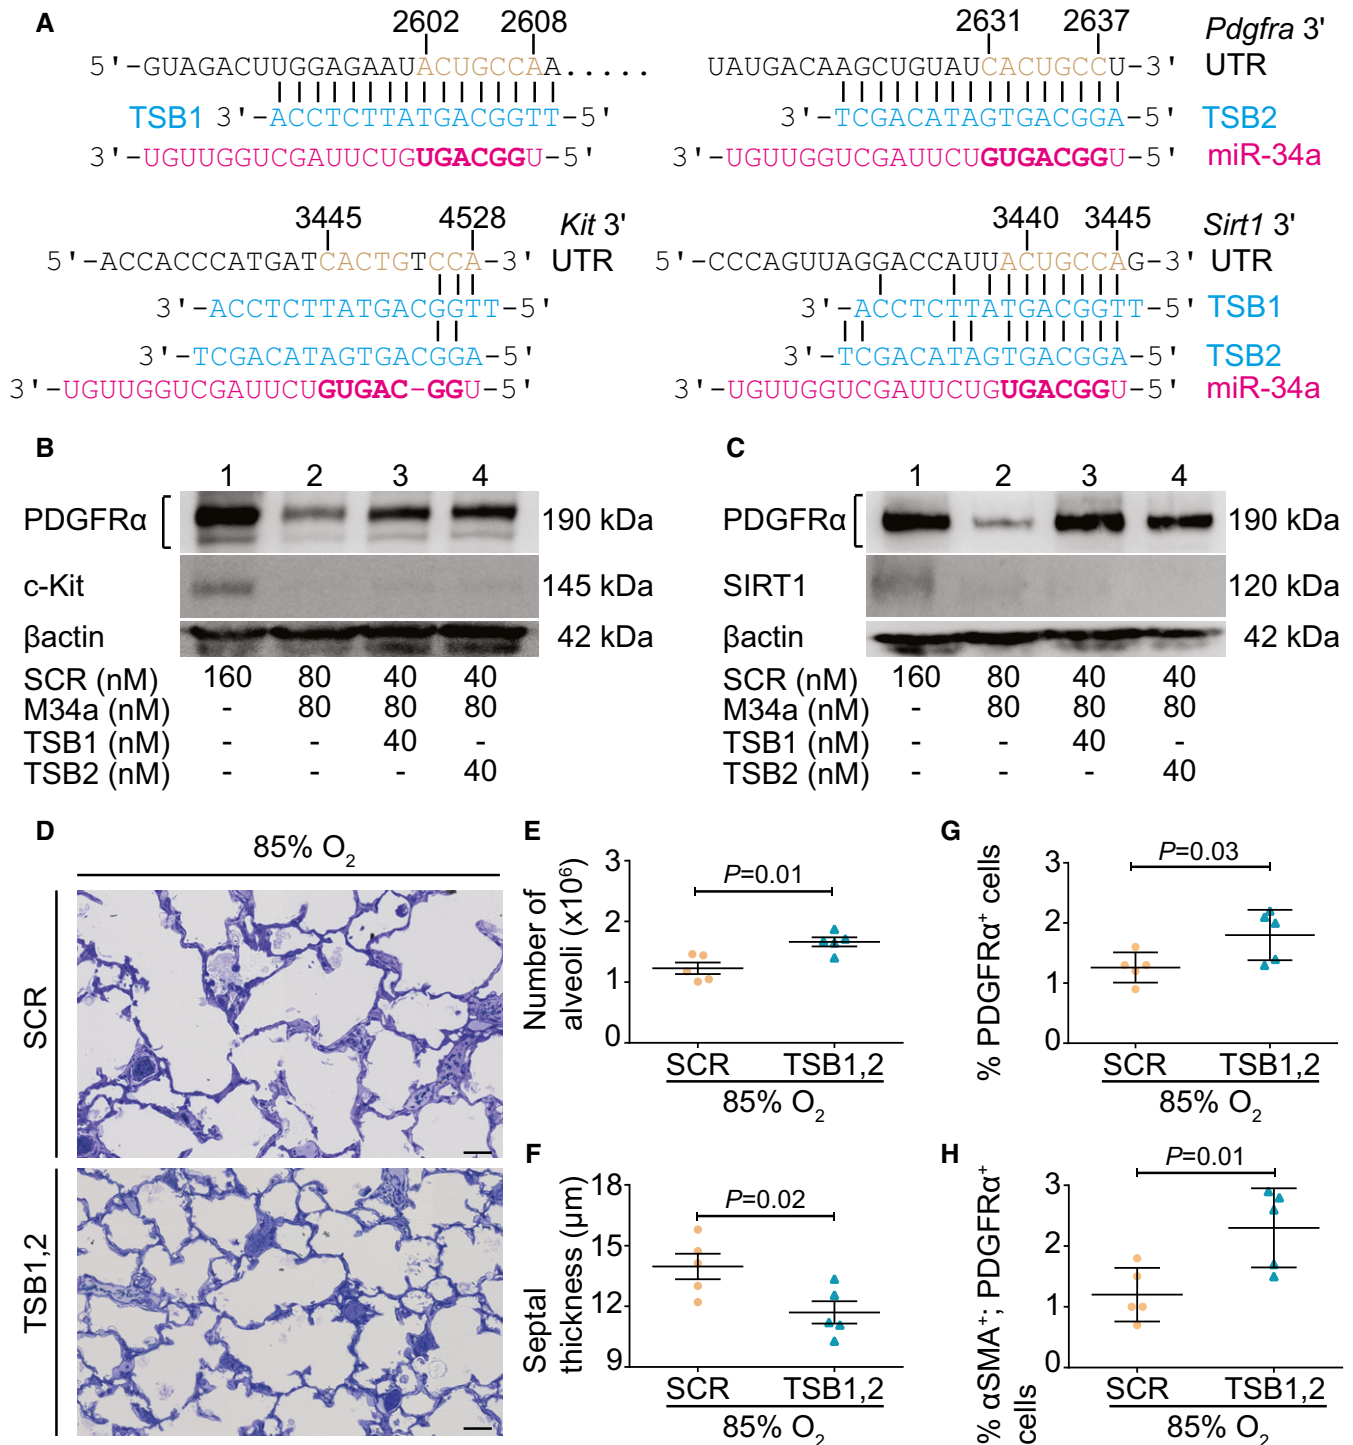 A
2602 2608 2631 2637 Pdgfra 3'
5'-GUAGACUUGGAGAAUACUGCCAA..... UAUGACAAGCUGUAUCACUGCCU-3' UTR
TSB1 3'-ACCTCTTATGACGGTT-5' 3'-TCGACATAGTGACGGA-5' TSB2
3'-UGUUGGUCGAUUCUGUGACGGU-5' 3'-UGUUGGUCGAUUCUGUGACGGU-5' miR-34a
3445 4528 Kit 3' 3440 3445 Sirt1 3'
5'-ACCACCCATGATCACTGTCCA-3' UTR 5'-CCCAGUUAGGACCAUUACUGCCAG-3' UTR
3'-ACCTCTTATGACGGTT-5' 3'-ACCTCTTATGACGGTT-5' TSB1
3'-TCGACATAGTGACGGA-5' 3'-TCGACATAGTGACGGA-5' TSB2
3'-UGUUGGUCGAUUCUGUGAC-GGU-5' 3'-UGUUGGUCGAUUCUGUGACGGU-5' miR-34a
B
1 2 3 4
PDGFRα 190 kDa
c-Kit 145 kDa
βactin 42 kDa
SCR (nM) 160 80 40 40
M34a (nM) - 80 80 80
TSB1 (nM) - - 40 -
TSB2 (nM) - - - 40
C
1 2 3 4
PDGFRα 190 kDa
SIRT1 120 kDa
βactin 42 kDa
SCR (nM) 160 80 40 40
M34a (nM) - 80 80 80
TSB1 (nM) - - 40 -
TSB2 (nM) - - - 40
D
85% O2
SCR
TSB1,2
E
Number of
alveoli (x10⁶)
3
2
1
0
P=0.01
SCR TSB1,2
85% O2
F
Septal
thickness (µm)
18
15
12
9
P=0.02
SCR TSB1,2
85% O2
G
% PDGFRα⁺ cells
3
2
1
0
P=0.03
SCR TSB1,2
85% O2
H
% αSMA⁺; PDGFRα⁺
cells
3
2
1
0
P=0.01
SCR TSB1,2
85% O2